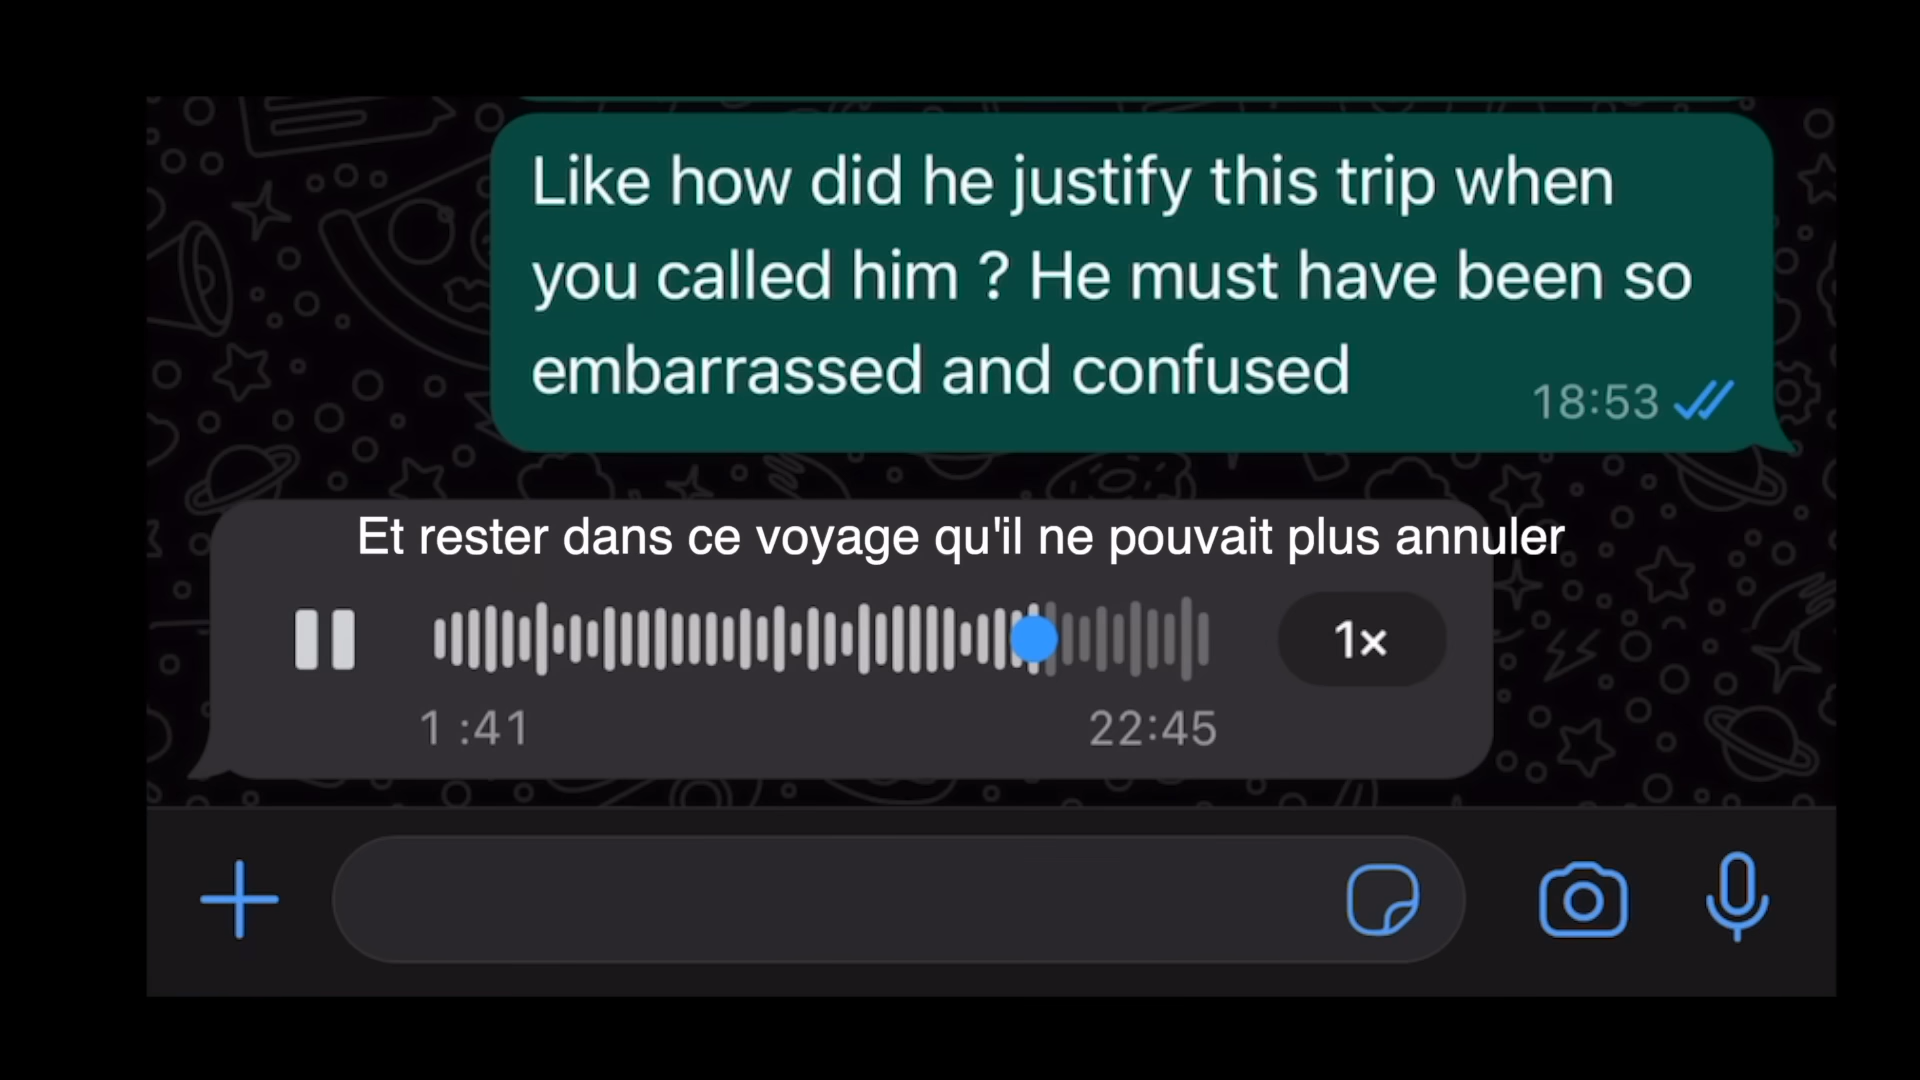 Like how did he justify this trip when
you called him ? He must have been so
embarrassed and confused
18:53
Et rester dans ce voyage qu'il ne pouvait plus annuler
1×
1 :41
22:45